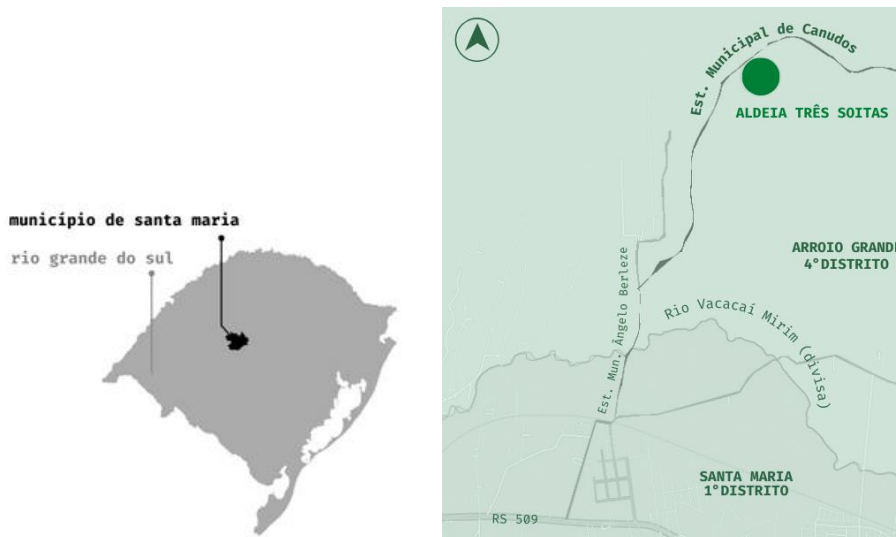 município de santa maria
rio grande do sul
Est. Municipal de Canudos
ALDEIA TRÊS SOITAS
ARROIO GRANDE
4°DISTRITO
Est. Mun. Ângelo Berleze
Rio Vacacaí Mirim (divisa)
SANTA MARIA
1°DISTRITO
RS 509